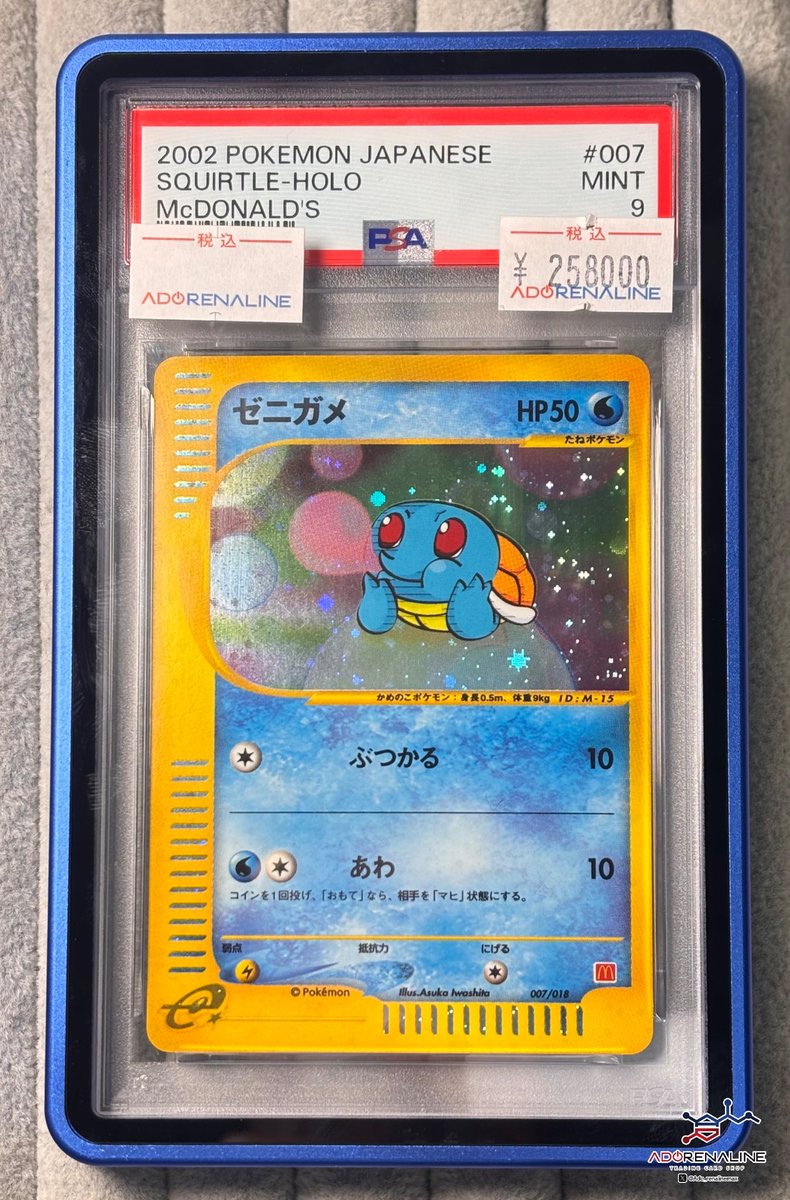 2002 POKEMON JAPANESE #007
SQUIRTLE-HOLO MINT
McDONALD'S 9
PSA
税込
ADORENALINE
税込
¥ 258000
ADORENALINE
ゼニガメ HP50
たねポケモン
かめのこポケモン：身長0.5m、体重9kg ID:M-15
ぶつかる 10
あわ 10
コインを1回投げ、「おもて」なら、相手を「マヒ」状態にする。
弱点 抵抗力 にげる
©Pokémon Illus.Asuka Iwashita 007/018
e
ADORENALINE
TRADING CARD SHOP